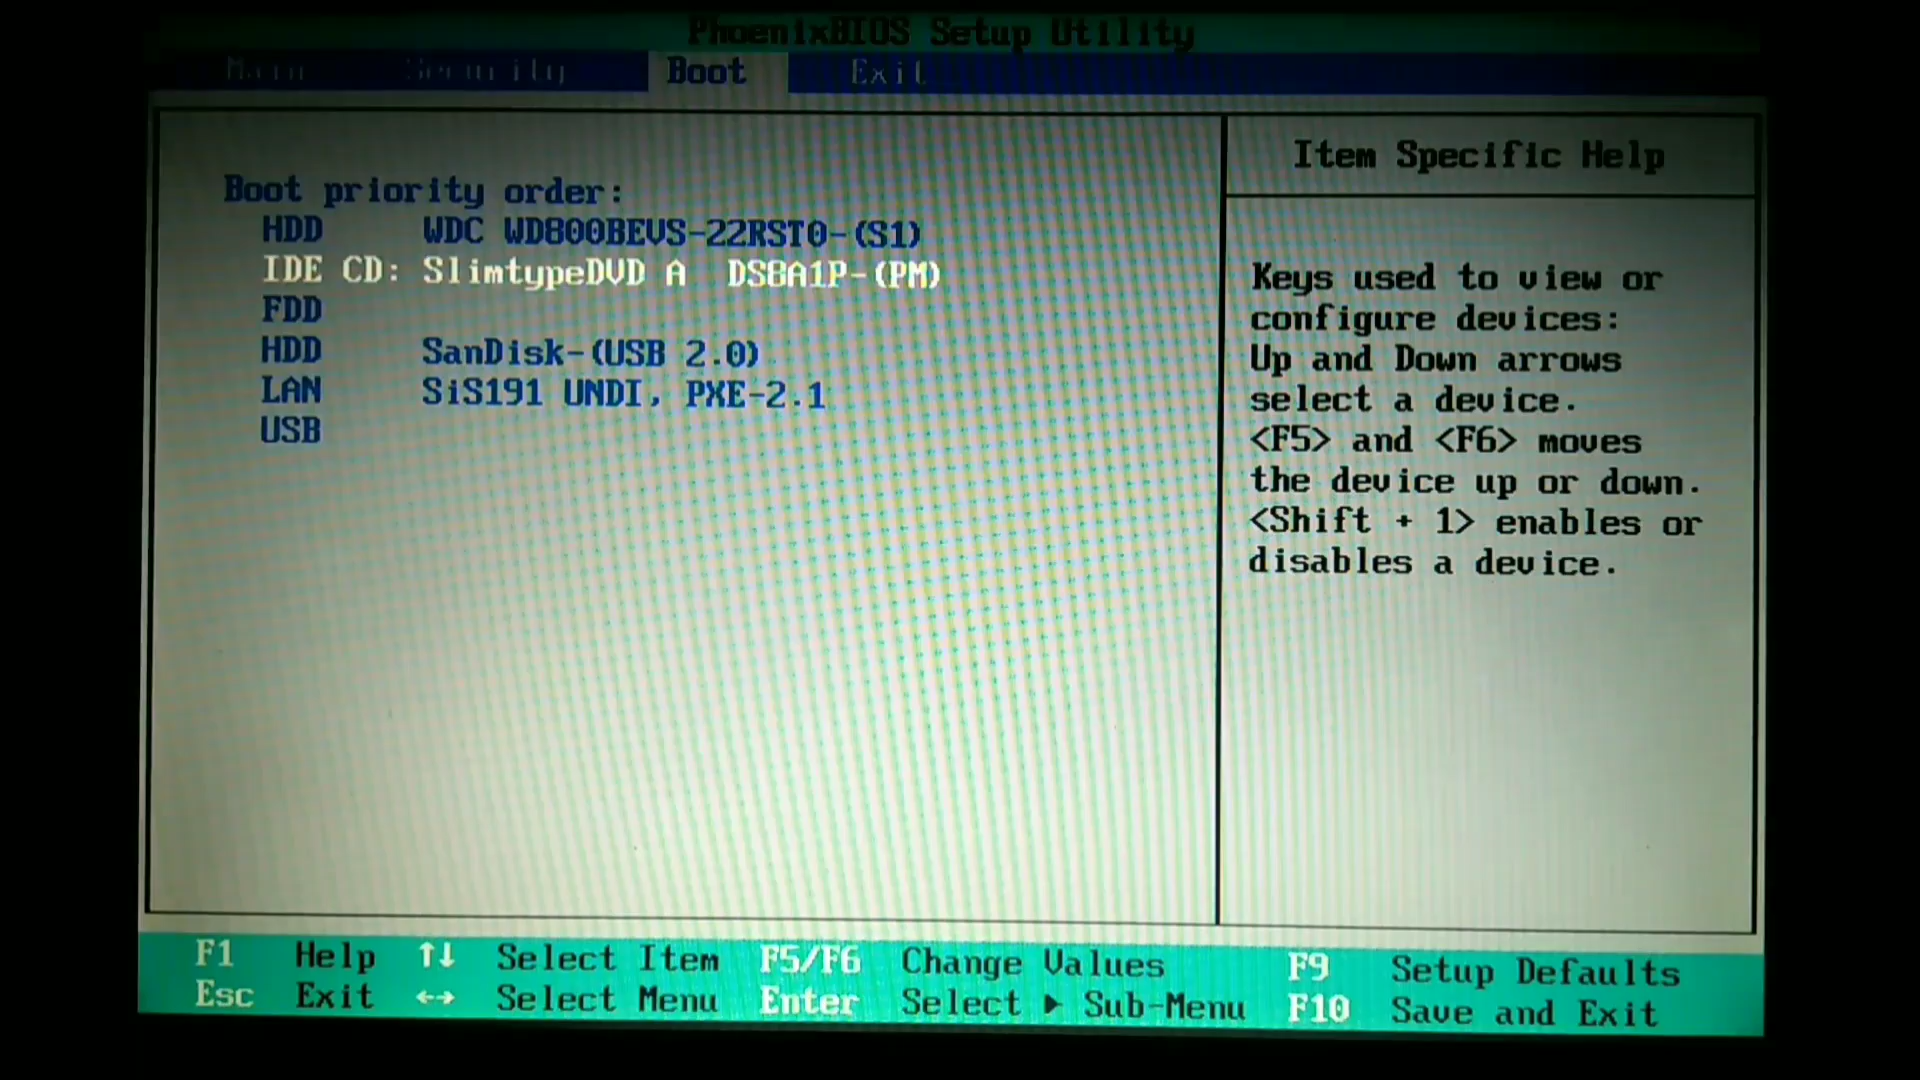 PhoenixBIOS Setup Utility
Main Security Boot Exit
Item Specific Help
Boot priority order:
HDD WDC WD800BEVS-22RST0-(S1)
IDE CD: SlimtypeDVD A DS8A1P-(PM)
FDD
HDD SanDisk-(USB 2.0)
LAN SiS191 UNDI, PXE-2.1
USB
Keys used to view or
configure devices:
Up and Down arrows
select a device.
<F5> and <F6> moves
the device up or down.
<Shift + 1> enables or
disables a device.
F1 Help ↑↓ Select Item F5/F6 Change Values F9 Setup Defaults
Esc Exit ↔ Select Menu Enter Select ▶ Sub-Menu F10 Save and Exit